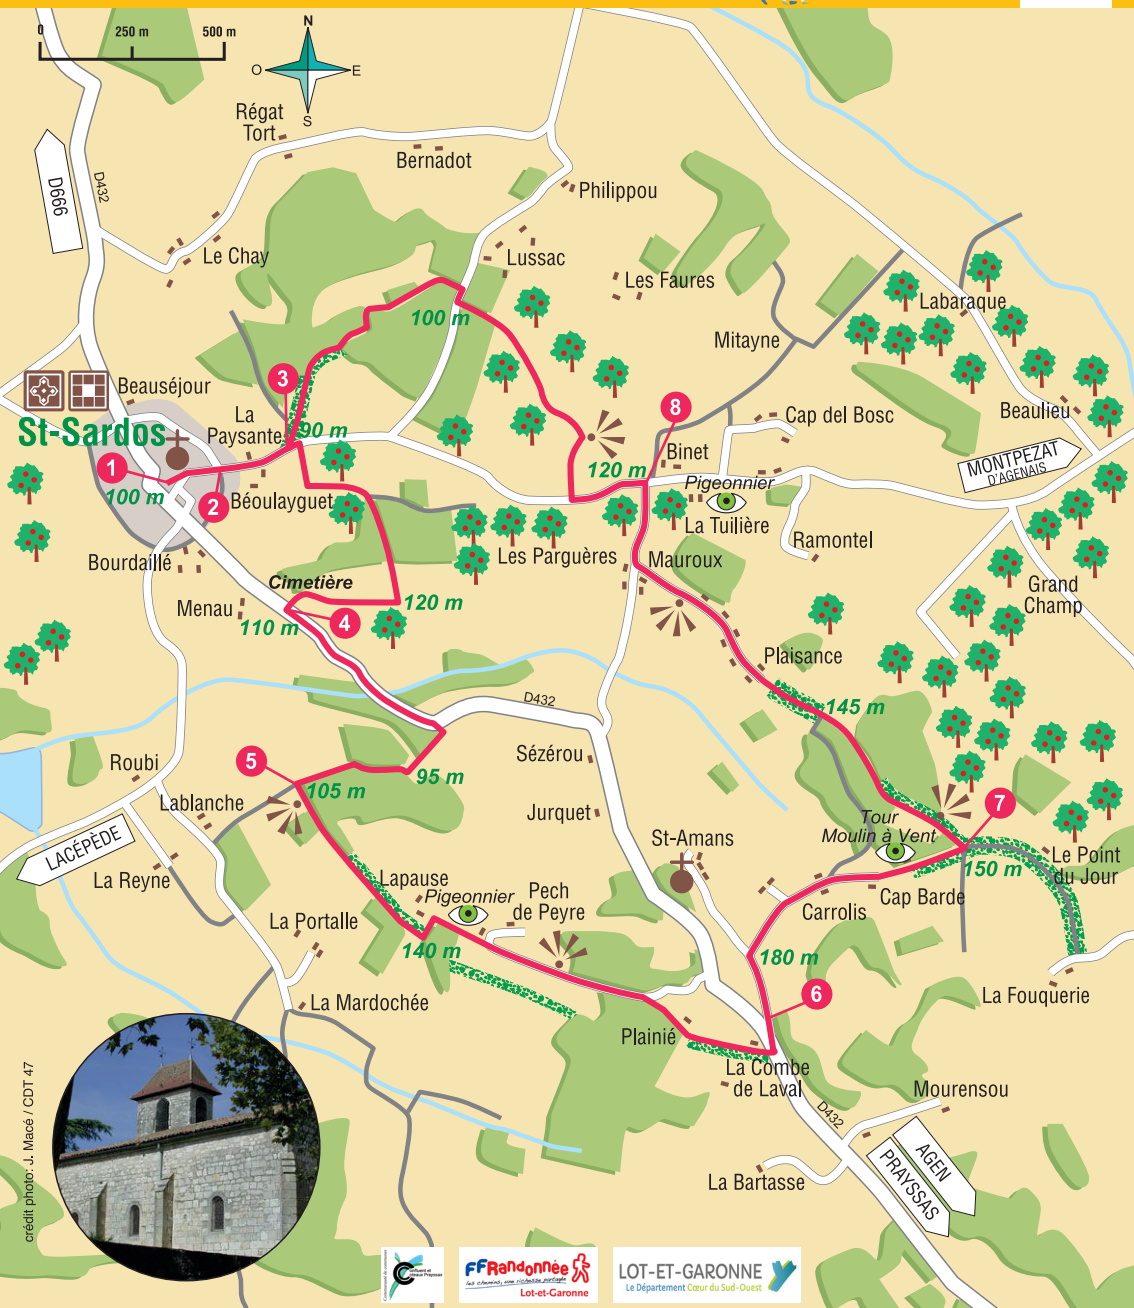 0
250 m
500 m
N
O
E
S
Régat
Tort
Bernadot
D666
D432
Philippou
Le Chay
Lussac
Les Faures
Labaraque
100 m
Mitayne
3
Beauséjour
La
Paysante
8
Cap del Bosc
Beaulieu
St-Sardos
90 m
Binet
MONTPEZAT
D'AGENAIS
1
100 m
2
Béoulayguet
120 m
Pigeonnier
La Tuilière
Ramontel
Bourdaillé
Les Parguères
Mauroux
Cimetière
Menau
120 m
110 m
4
Grand
Champ
Plaisance
D432
145 m
Sézérou
5
Roubi
105 m
95 m
Lablanche
Jurquet
7
Tour
Moulin à Vent
St-Amans
LACÉPÈDE
La Reyne
150 m
Le Point
du Jour
Lapause
Pigeonnier
Pech
de Peyre
Cap Barde
Carrolis
La Portalle
140 m
180 m
6
La Fouquerie
La Mardochée
Plainié
La Combe
de Laval
D432
Mourensou
AGEN
PRAYSSAS
La Bartasse
crédit photo: J. Macé / CDT 47
FFRandonnée
les chemins, une richesse partagée
Lot-et-Garonne
LOT-ET-GARONNE
Le Département Cœur du Sud-Ouest